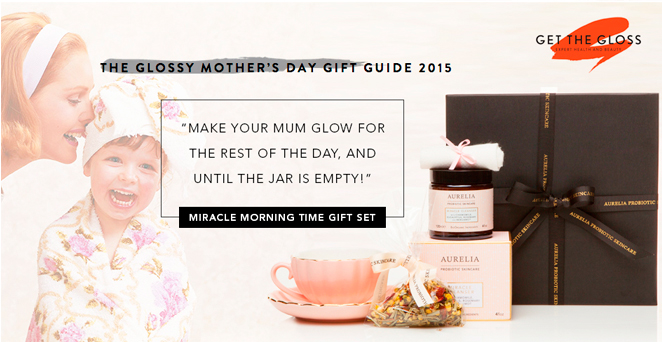 GET THE GLOSS
EXPERT HEALTH AND BEAUTY
THE GLOSSY MOTHER'S DAY GIFT GUIDE 2015
"MAKE YOUR MUM GLOW FOR
THE REST OF THE DAY, AND
UNTIL THE JAR IS EMPTY!"
MIRACLE MORNING TIME GIFT SET
AURELIA
PROBIOTIC SKINCARE
AURELIA
PROBIOTIC SKINCARE
SKINCARE
AURELIA PROBIOTIC
AURELIA PROBIOTIC SKINCARE